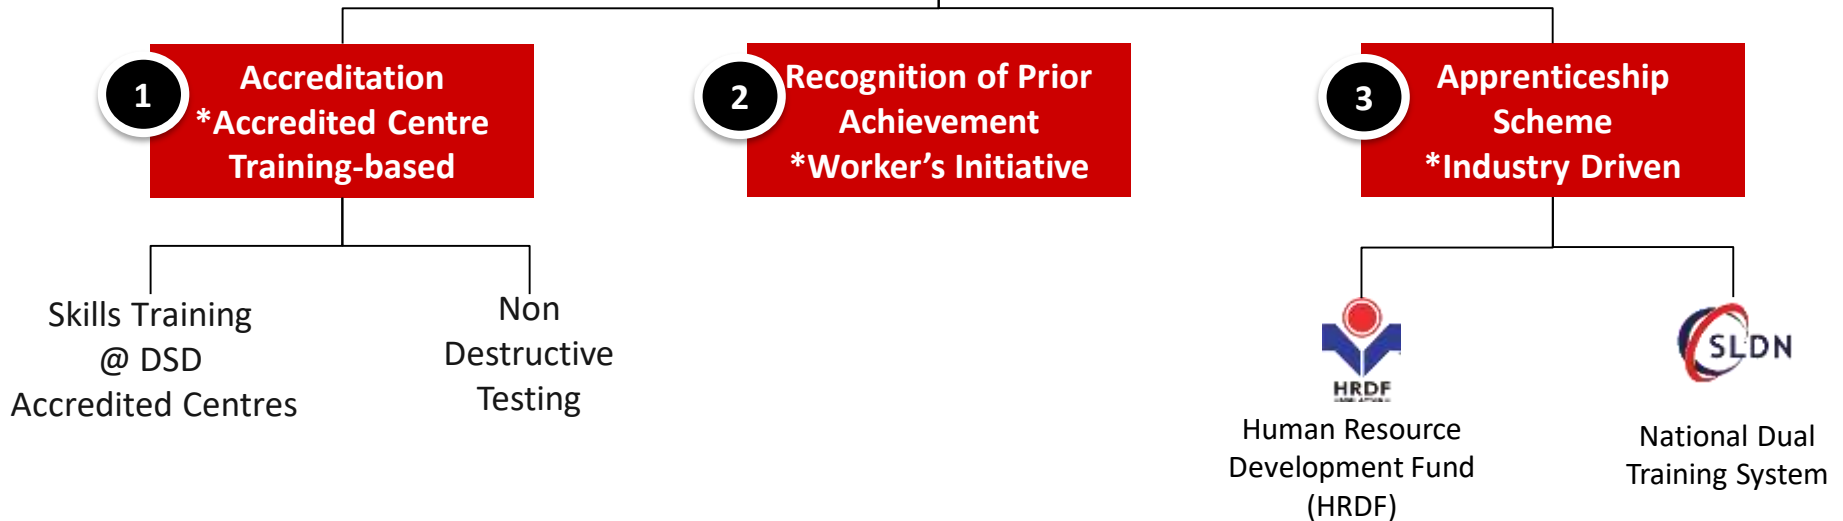 1
Accreditation
*Accredited Centre
Training-based
2
Recognition of Prior
Achievement
*Worker's Initiative
3
Apprenticeship
Scheme
*Industry Driven
Skills Training
@ DSD
Accredited Centres
Non
Destructive
Testing
HRDF
Human Resource
Development Fund
(HRDF)
SLDN
National Dual
Training System